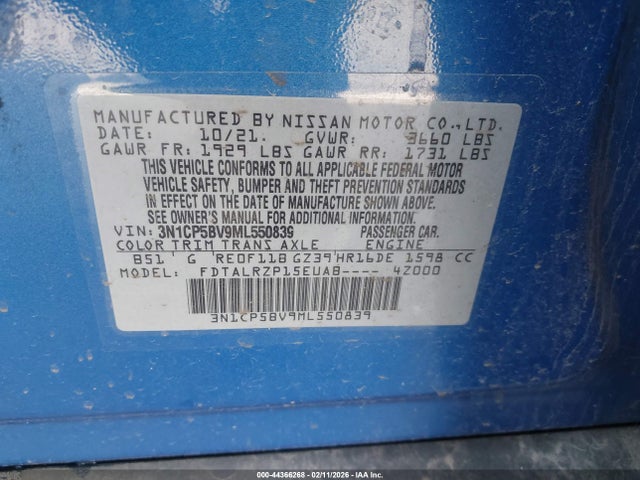 MANUFACTURED BY NISSAN MOTOR CO.,LTD.
DATE: 10/21. GVWR: 3660 LBS
GAWR FR: 1929 LBS GAWR RR: 1731 LBS
THIS VEHICLE CONFORMS TO ALL APPLICABLE FEDERAL MOTOR
VEHICLE SAFETY, BUMPER AND THEFT PREVENTION STANDARDS
IN EFFECT ON THE DATE OF MANUFACTURE SHOWN ABOVE.
SEE OWNER'S MANUAL FOR ADDITIONAL INFORMATION.
VIN: 3N1CP5BV9ML550839 PASSENGER CAR.
COLOR TRIM TRANS AXLE ENGINE
B51 G RE0F11B GZ39 HR16DE 1598 CC
MODEL: FDTALRZP15EUAB---- 4Z000
3N1CP5BV9ML550839
000-44366268 - 02/11/2026 - IAA Inc.